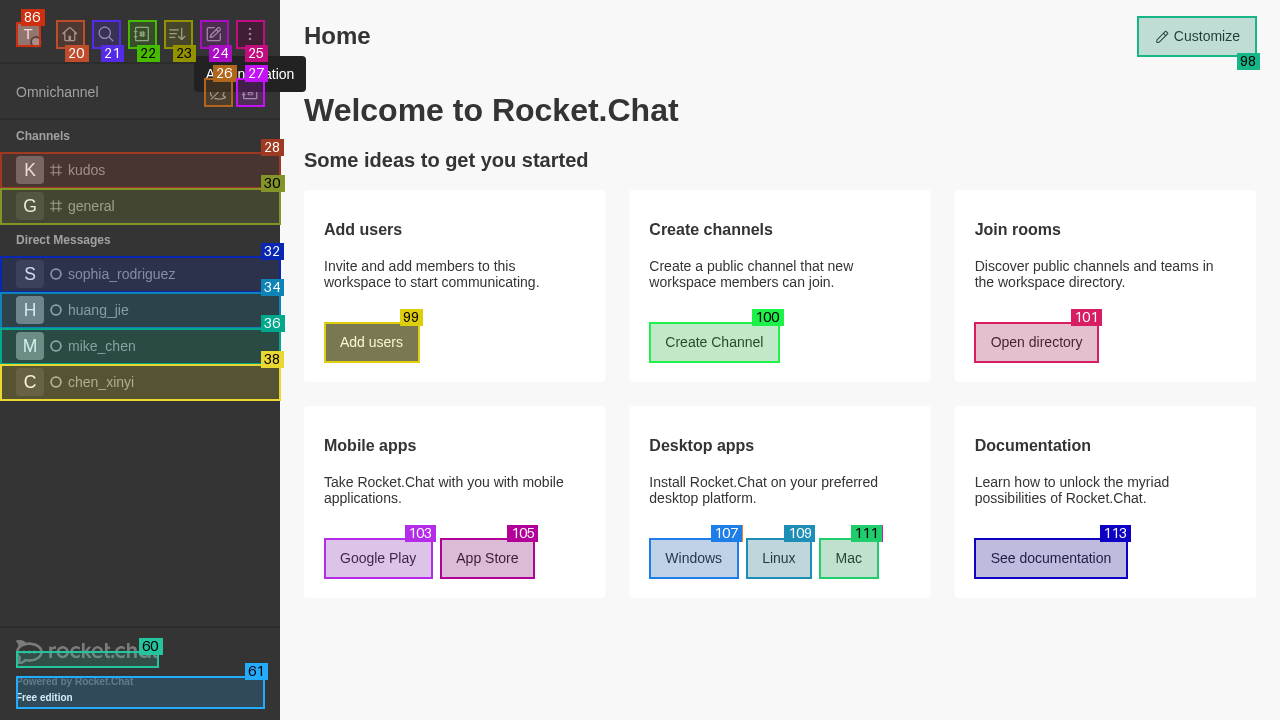 86
T
20
21
22
23
24
25
26
27
Omnichannel
Channels
28
K kudos
30
G general
Direct Messages
32
S sophia_rodriguez
34
H huang_jie
36
M mike_chen
38
C chen_xinyi
60
rocket.chat
61
Powered by Rocket.Chat
Free edition
Home
Customize
98
Welcome to Rocket.Chat
Some ideas to get you started
Add users
Invite and add members to this
workspace to start communicating.
99
Add users
Create channels
Create a public channel that new
workspace members can join.
100
Create Channel
Join rooms
Discover public channels and teams in
the workspace directory.
101
Open directory
Mobile apps
Take Rocket.Chat with you with mobile
applications.
103
105
Google Play
App Store
Desktop apps
Install Rocket.Chat on your preferred
desktop platform.
107
109
111
Windows
Linux
Mac
Documentation
Learn how to unlock the myriad
possibilities of Rocket.Chat.
113
See documentation